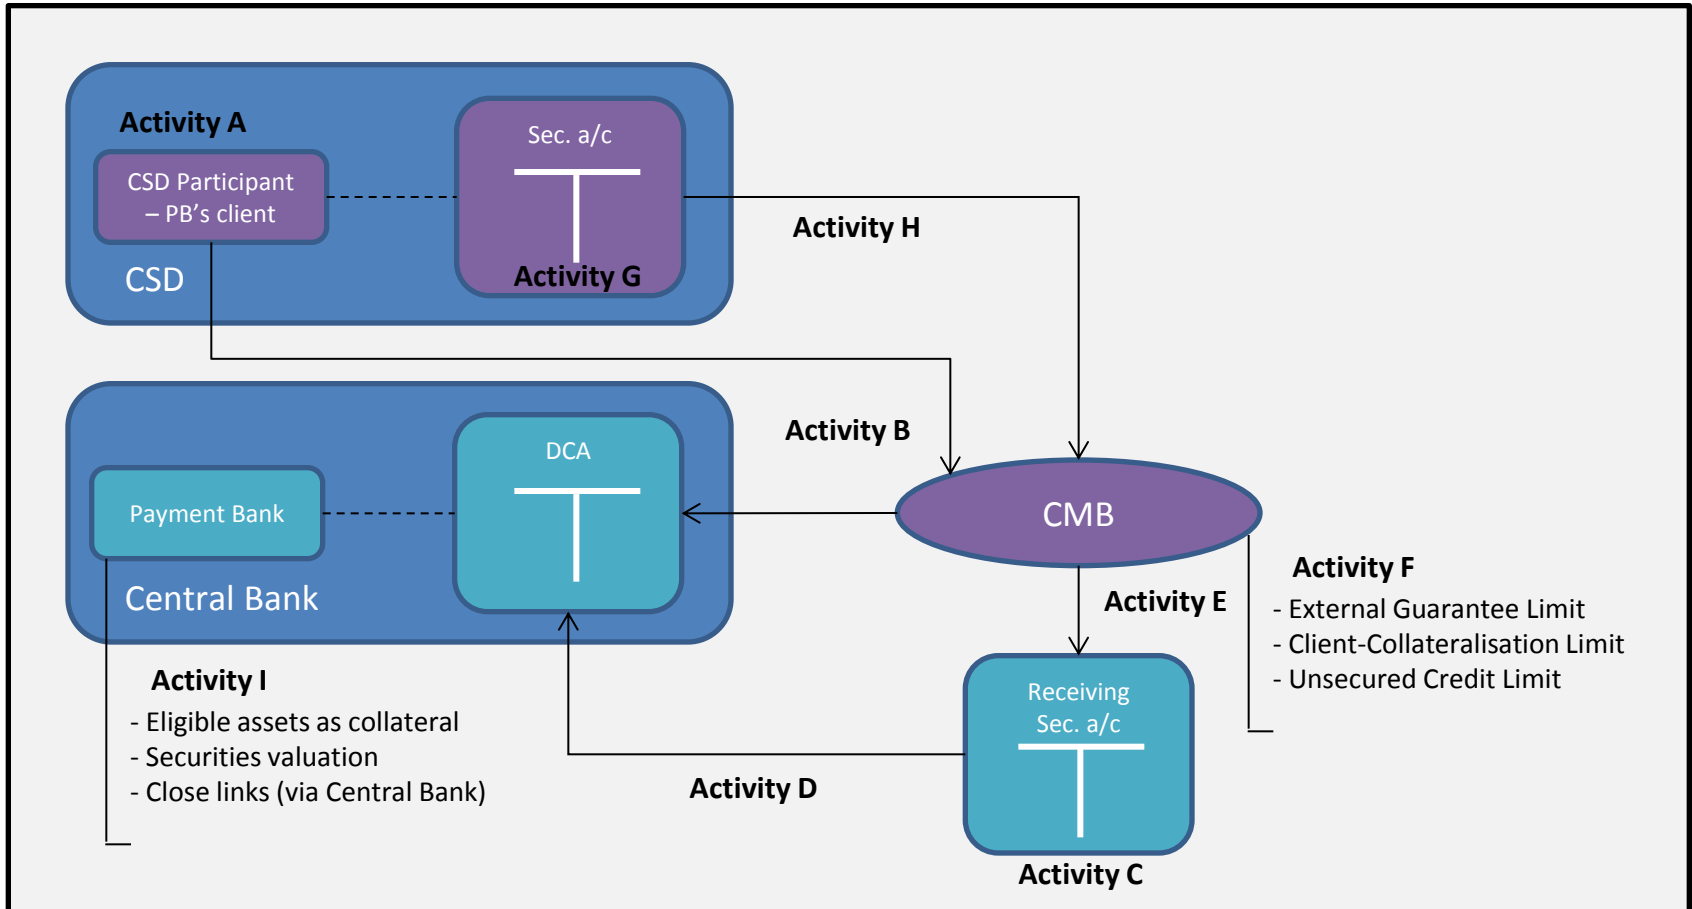 Activity A
CSD Participant
– PB's client
CSD
Sec. a/c
Activity G
Activity H
Activity B
Payment Bank
Central Bank
DCA
CMB
Activity E
Activity F
- External Guarantee Limit
- Client-Collateralisation Limit
- Unsecured Credit Limit
Activity I
- Eligible assets as collateral
- Securities valuation
- Close links (via Central Bank)
Activity D
Receiving
Sec. a/c
Activity C